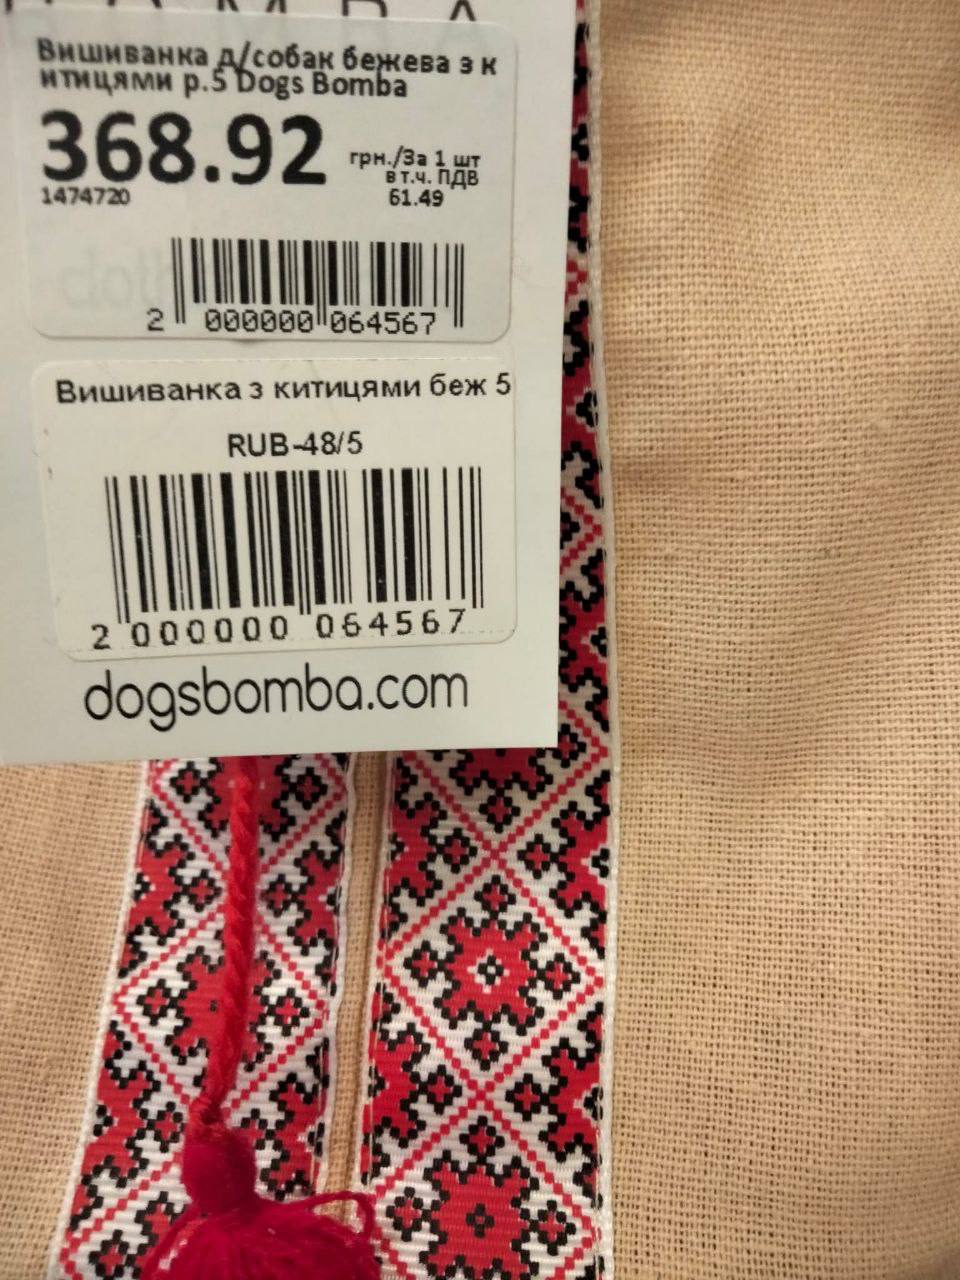 Вишиванка д/собак бежева з к
итицями р.5 Dogs Bomba
368.92
грн./За 1 шт
в т.ч. ПДВ
1474720
61.49
2 000000 064567
Вишиванка з китицями беж 5
RUB-48/5
2 000000 064567
dogsbomba.com